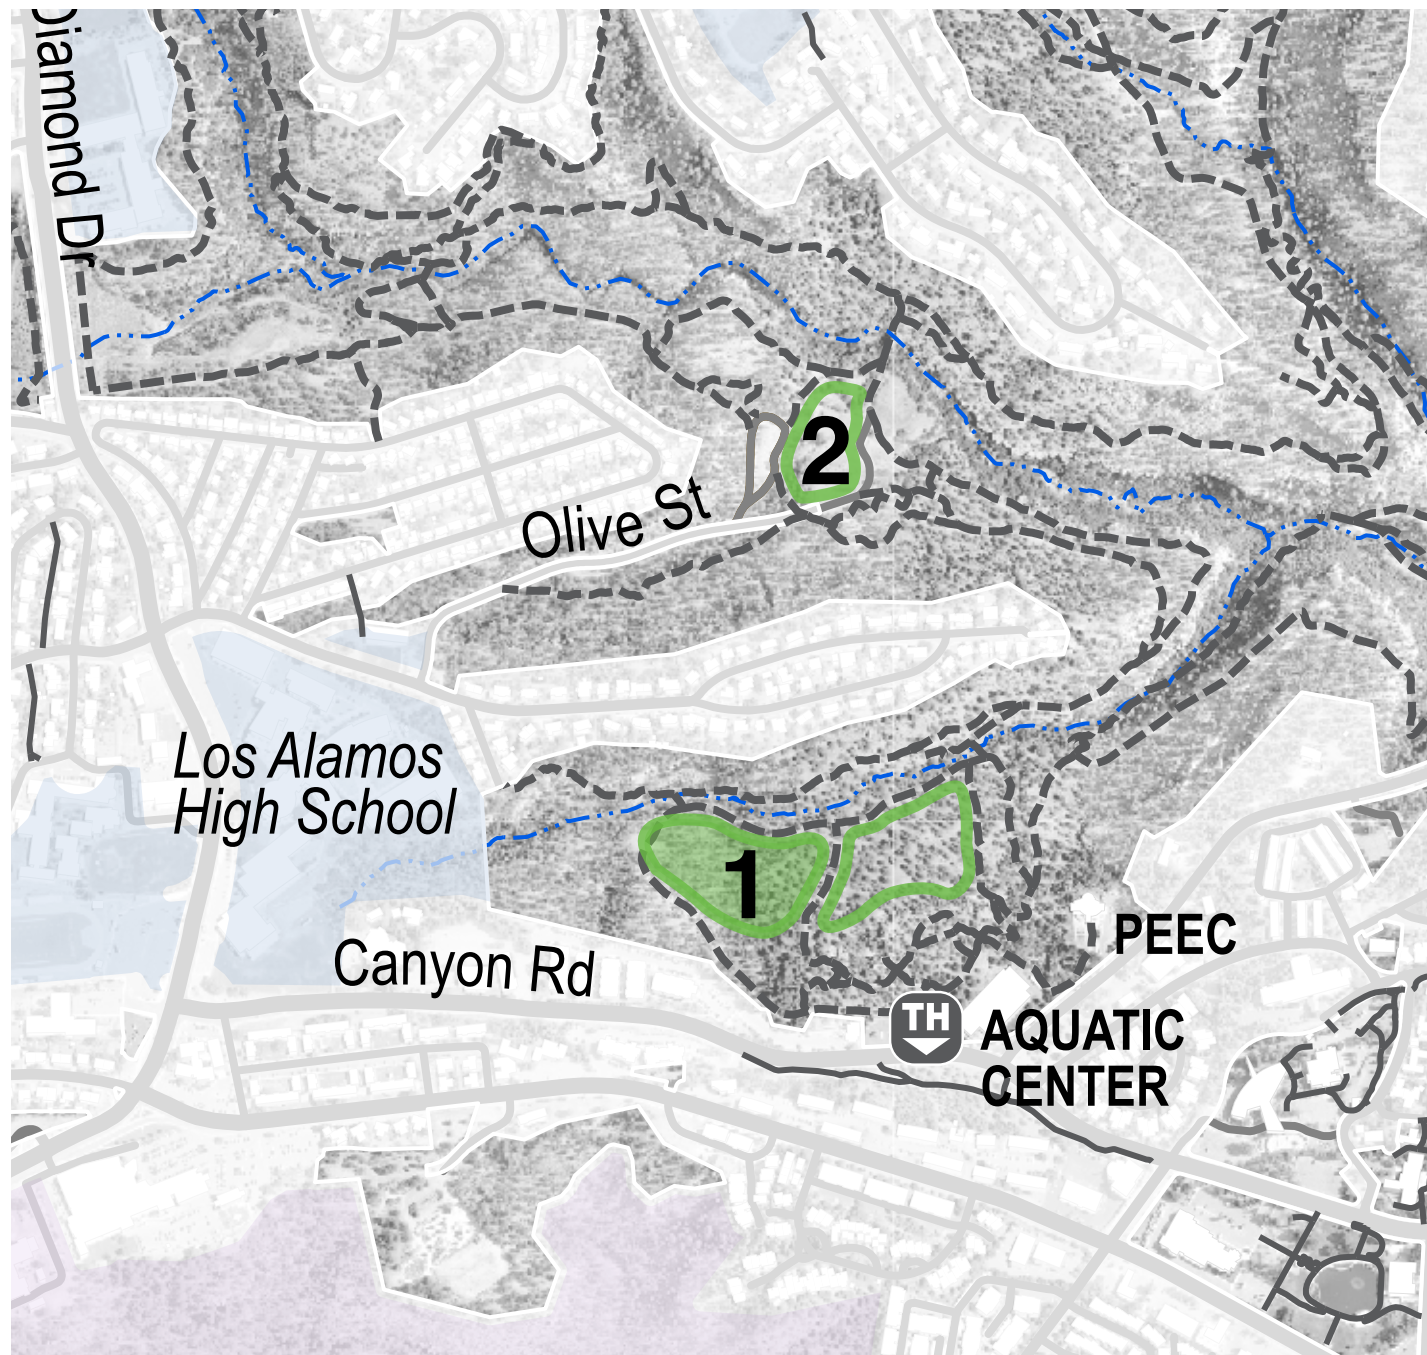 Diamond Dr
2
Olive St
Los Alamos
High School
1
PEEC
Canyon Rd
TH
AQUATIC
CENTER